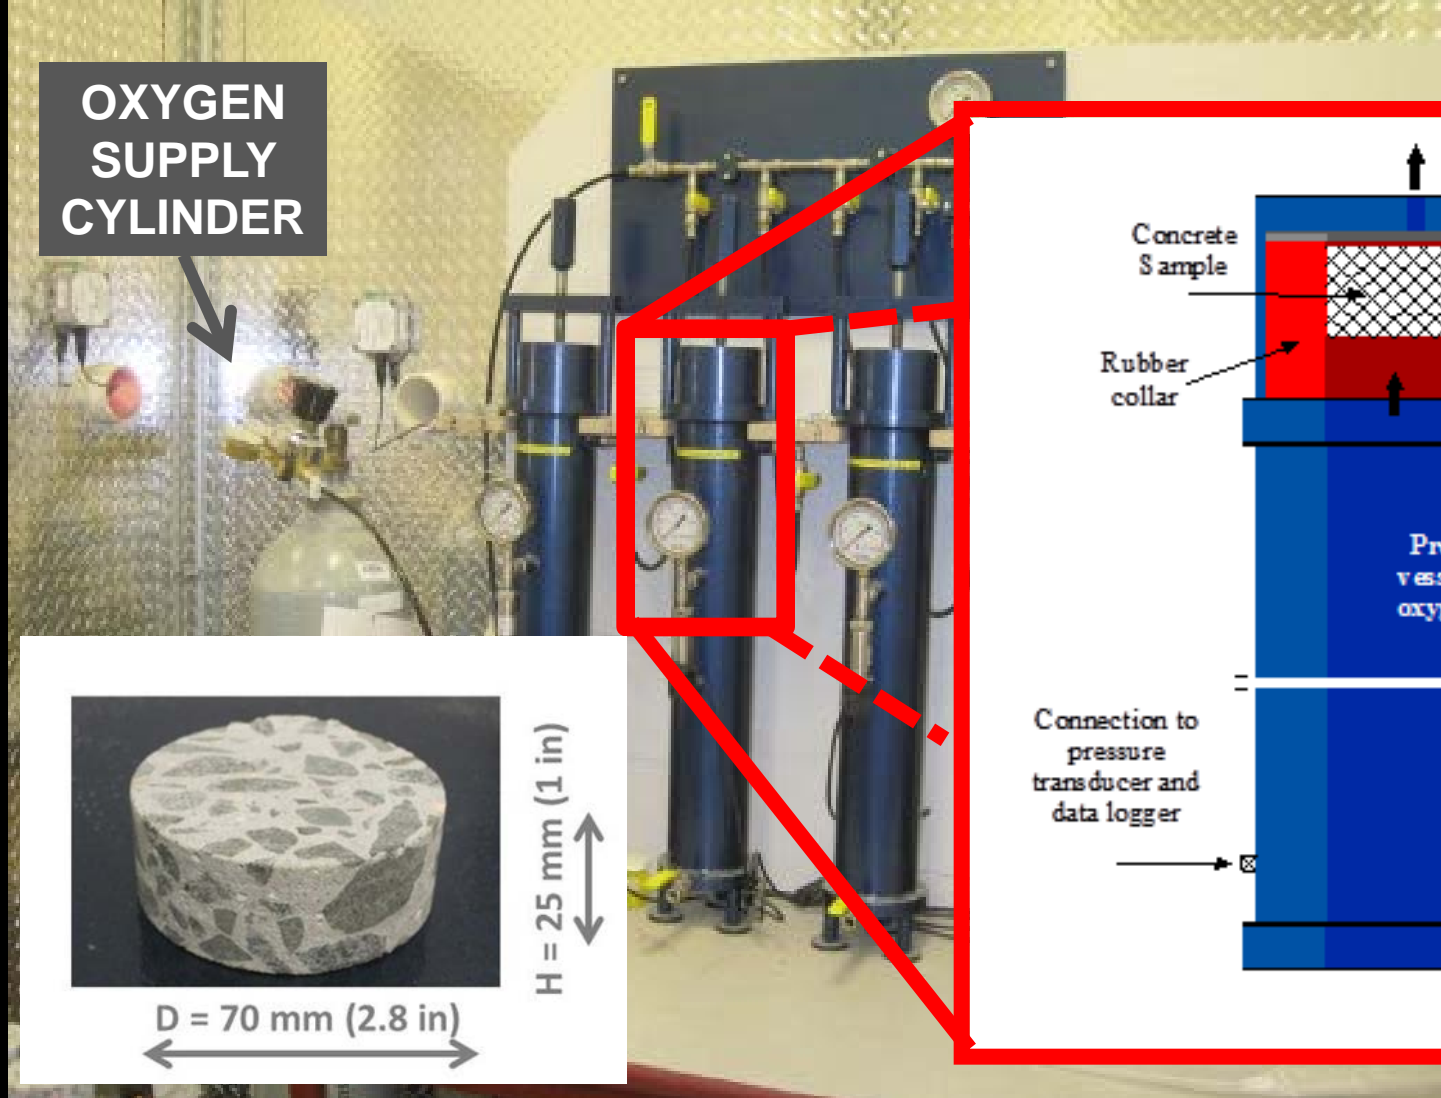 OXYGEN
SUPPLY
CYLINDER
Concrete
Sample
Rubber
collar
Connection to
pressure
transducer and
data logger
H = 25 mm (1 in)
D = 70 mm (2.8 in)